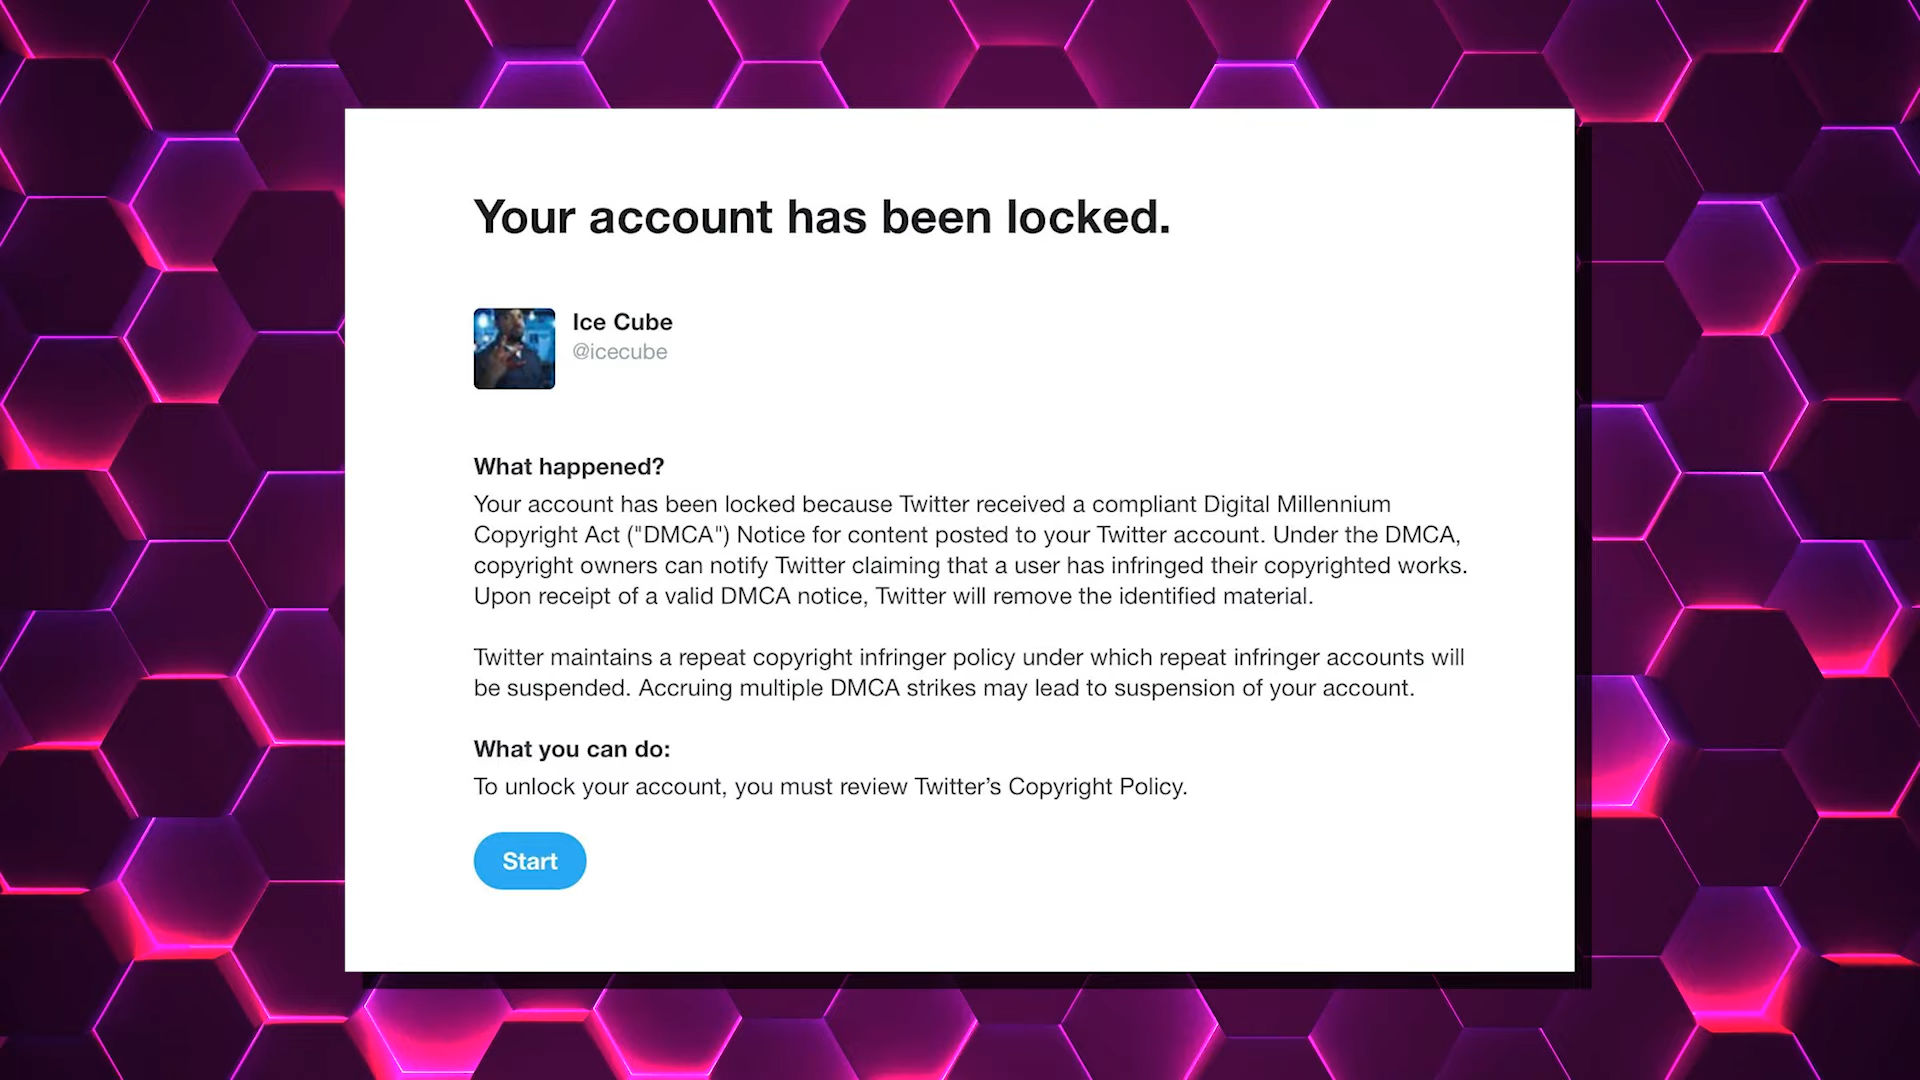 Your account has been locked.
Ice Cube
@icecube
What happened?
Your account has been locked because Twitter received a compliant Digital Millennium
Copyright Act ("DMCA") Notice for content posted to your Twitter account. Under the DMCA,
copyright owners can notify Twitter claiming that a user has infringed their copyrighted works.
Upon receipt of a valid DMCA notice, Twitter will remove the identified material.
Twitter maintains a repeat copyright infringer policy under which repeat infringer accounts will
be suspended. Accruing multiple DMCA strikes may lead to suspension of your account.
What you can do:
To unlock your account, you must review Twitter’s Copyright Policy.
Start